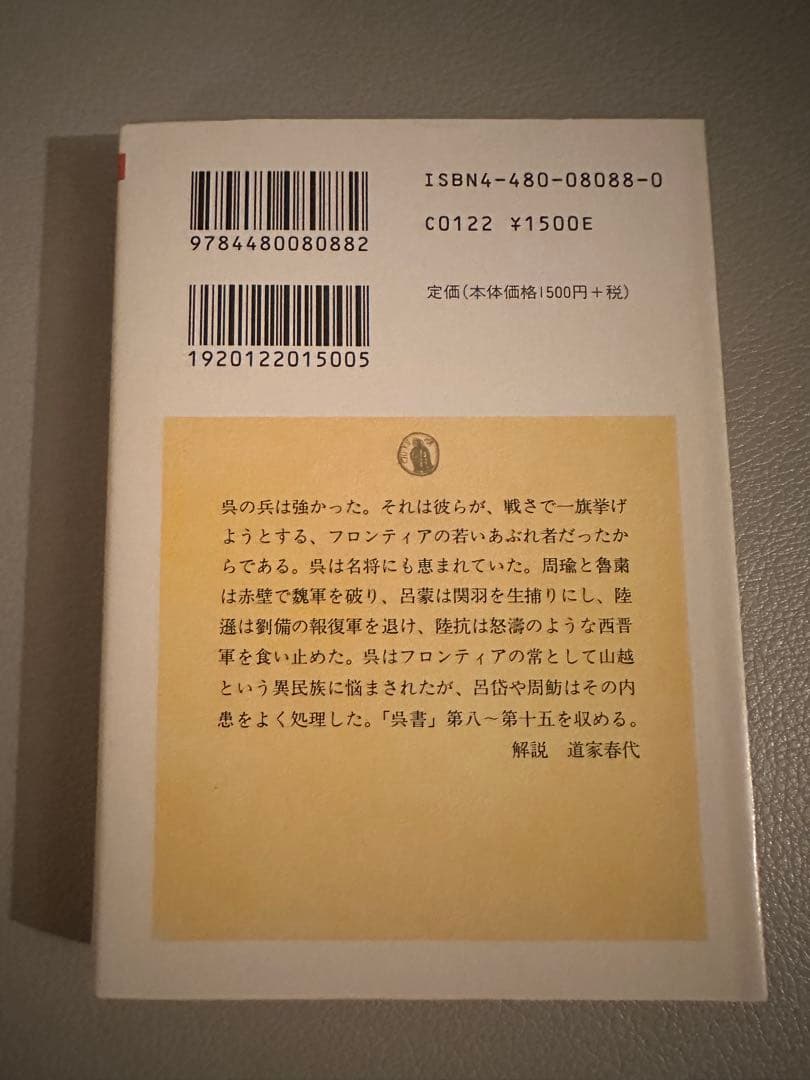 ISBN4-480-08088-0
9784480080882
C0122 ¥1500E
定価(本体価格1500円+税)
1920122015005
呉の兵は強かった。それは彼らが、戦さで一旗挙げ
ようとする、フロンティアの若いあぶれ者だったか
らである。呉は名将にも恵まれていた。周瑜と魯粛
は赤壁で魏軍を破り、呂蒙は関羽を生捕りにし、陸
遜は劉備の報復軍を退け、陸抗は怒濤のような西晋
軍を食い止めた。呉はフロンティアの常として山越
という異民族に悩まされたが、呂岱や周魴はその内
患をよく処理した。「呉書」第八〜第十五を収める。
解説 道家春代